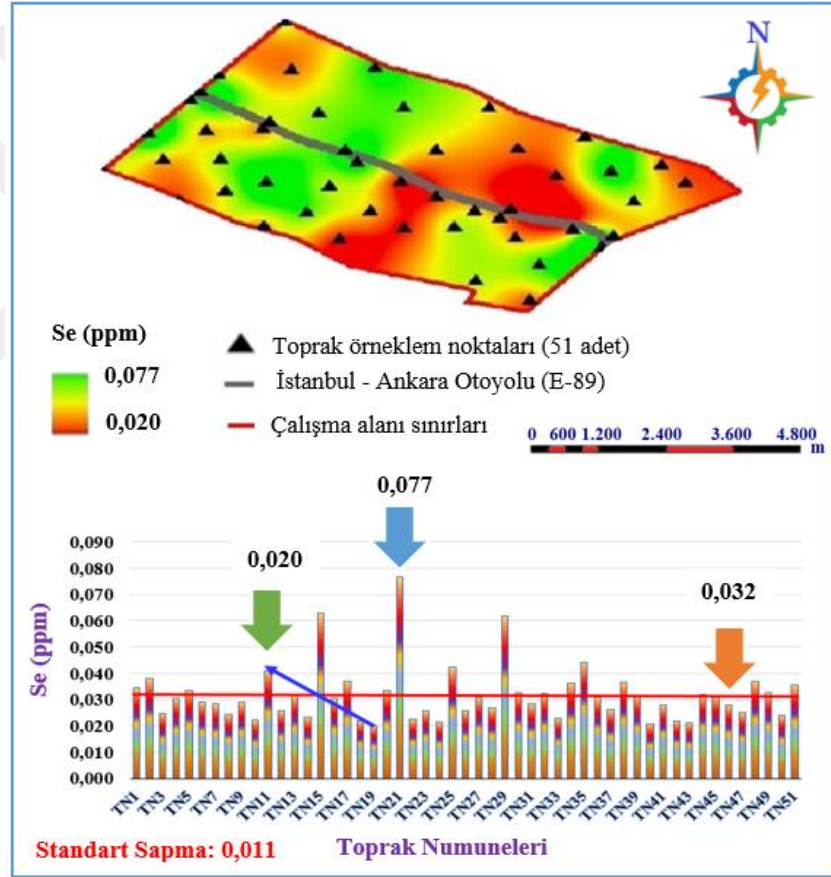 N
Se (ppm)
0,077
0,020
Toprak örneklem noktaları (51 adet)
İstanbul - Ankara Otoyolu (E-89)
Çalışma alanı sınırları
0 600 1.200 2.400 3.600 4.800
m
0,077
0,020
0,032
0,090
0,080
0,070
0,060
0,050
0,040
0,030
0,020
0,010
0,000
Se (ppm)
TN1 TN3 TN5 TN7 TN9 TN11 TN13 TN15 TN17 TN19 TN21 TN23 TN25 TN27 TN29 TN31 TN33 TN35 TN37 TN39 TN41 TN43 TN45 TN47 TN49 TN51
Standart Sapma: 0,011
Toprak Numuneleri